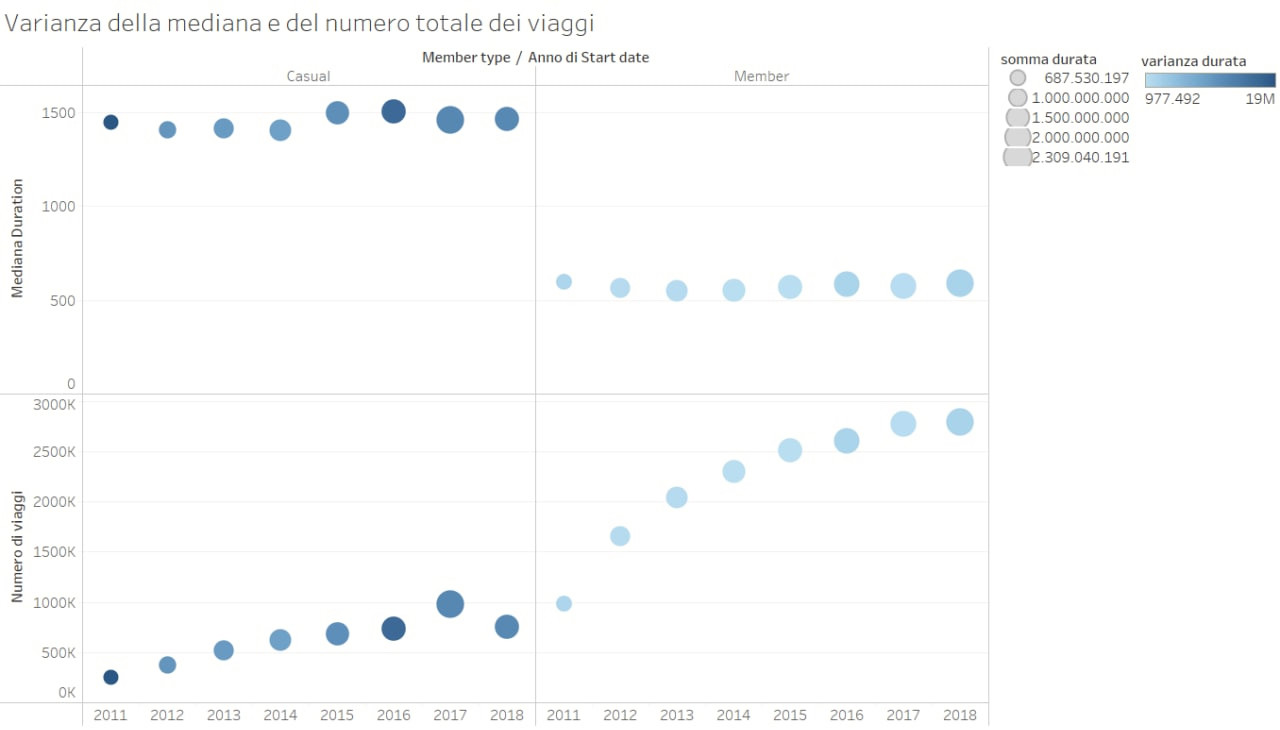 Varianza della mediana e del numero totale dei viaggi
Member type / Anno di Start date
Casual
Member
Mediana Duration
1500
1000
500
0
Numero di viaggi
3000K
2500K
2000K
1500K
1000K
500K
0K
2011 2012 2013 2014 2015 2016 2017 2018 2011 2012 2013 2014 2015 2016 2017 2018
somma durata
687.530.197
1.000.000.000
1.500.000.000
2.000.000.000
2.309.040.191
varianza durata
977.492 19M